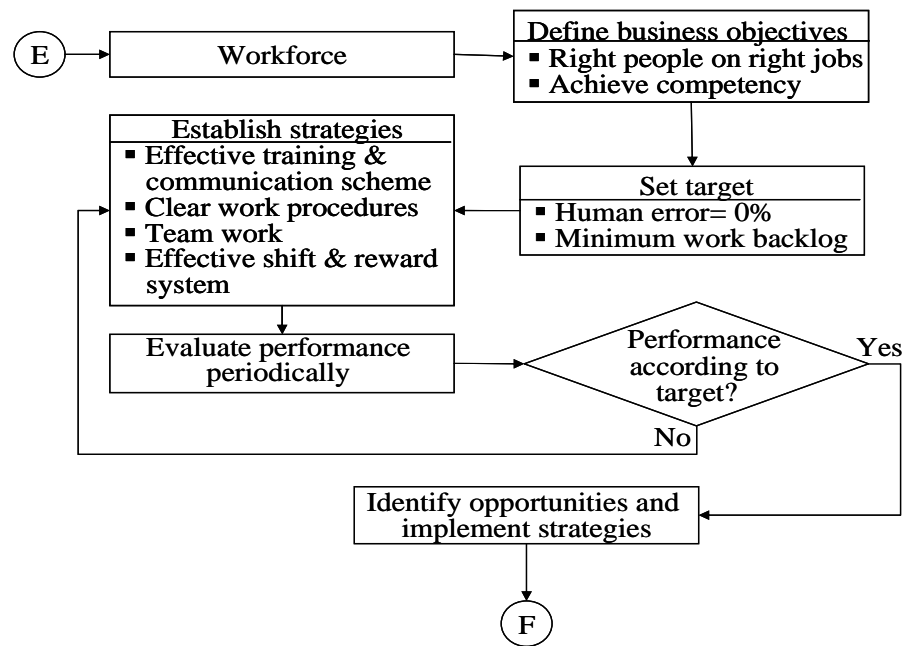 E
Workforce
Define business objectives
▪ Right people on right jobs
▪ Achieve competency
Set target
▪ Human error= 0%
▪ Minimum work backlog
Establish strategies
▪ Effective training &
communication scheme
▪ Clear work procedures
▪ Team work
▪ Effective shift & reward
system
Evaluate performance
periodically
Performance
according to
target?
Yes
No
Identify opportunities and
implement strategies
F